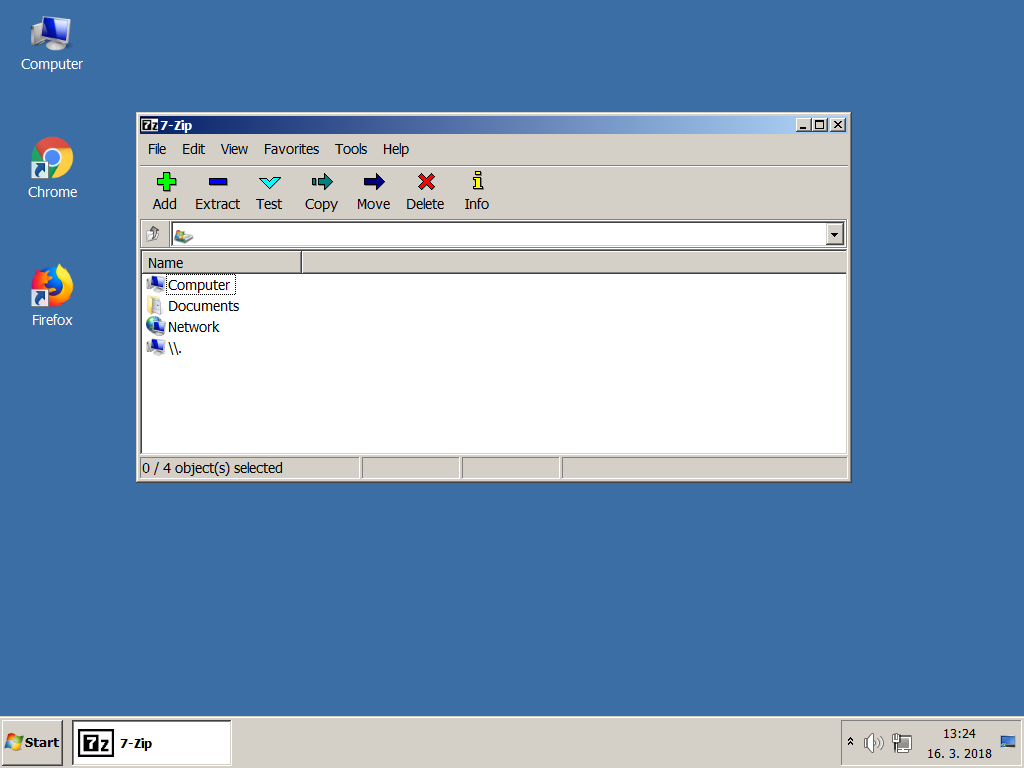 Computer
Chrome
Firefox
7z 7-Zip
File Edit View Favorites Tools Help
Add Extract Test Copy Move Delete Info
Name
Computer
Documents
Network
\\.
0 / 4 object(s) selected
Start 7z 7-Zip
13:24
16. 3. 2018